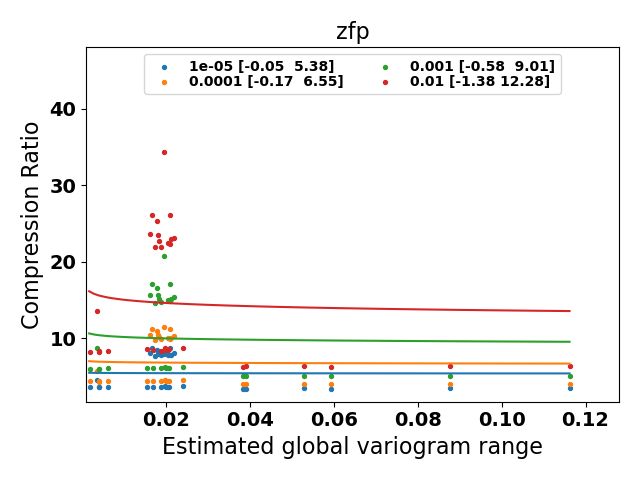 zfp
1e-05 [-0.05  5.38]
0.0001 [-0.17  6.55]
0.001 [-0.58  9.01]
0.01 [-1.38 12.28]
Compression Ratio
40
30
20
10
0.02 0.04 0.06 0.08 0.10 0.12
Estimated global variogram range